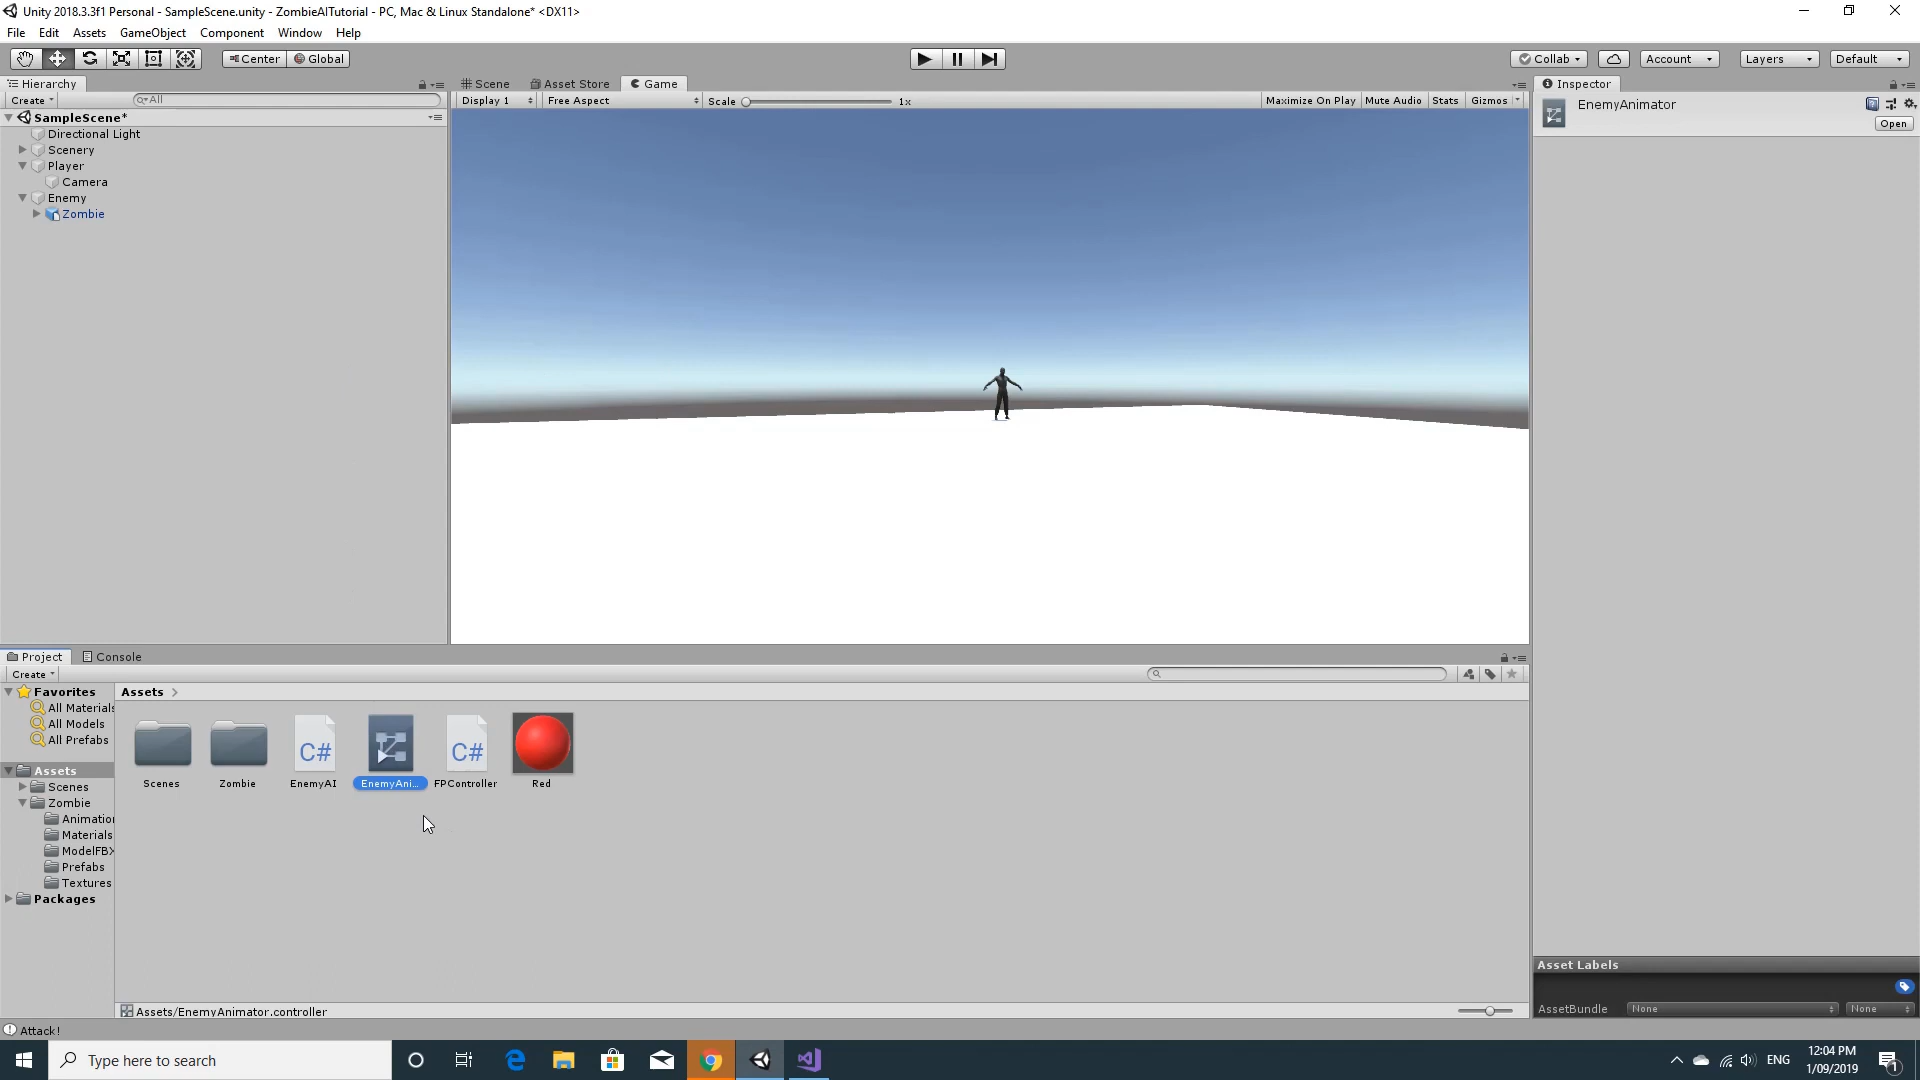 Unity 2018.3.3f1 Personal - SampleScene.unity - ZombieAITutorial - PC, Mac & Linux Standalone* <DX11>
File Edit Assets GameObject Component Window Help
Center Global Collab Account Layers Default
Hierarchy Scene Asset Store Game Inspector
Create All Display 1 Free Aspect Scale 1x Maximize On Play Mute Audio Stats Gizmos EnemyAnimator
Open
SampleScene*
Directional Light
Scenery
Player
Camera
Enemy
Zombie
Project Console
Create
Favorites Assets
All Materials
All Models
All Prefabs
Assets
Scenes
Zombie
Animation
Materials
ModelFBX
Prefabs
Textures
Packages
C# C#
Scenes Zombie EnemyAI EnemyAni... FPController Red
Asset Labels
AssetBundle None None
Assets/EnemyAnimator.controller
Attack!
Type here to search ENG 12:04 PM
1/09/2019
1